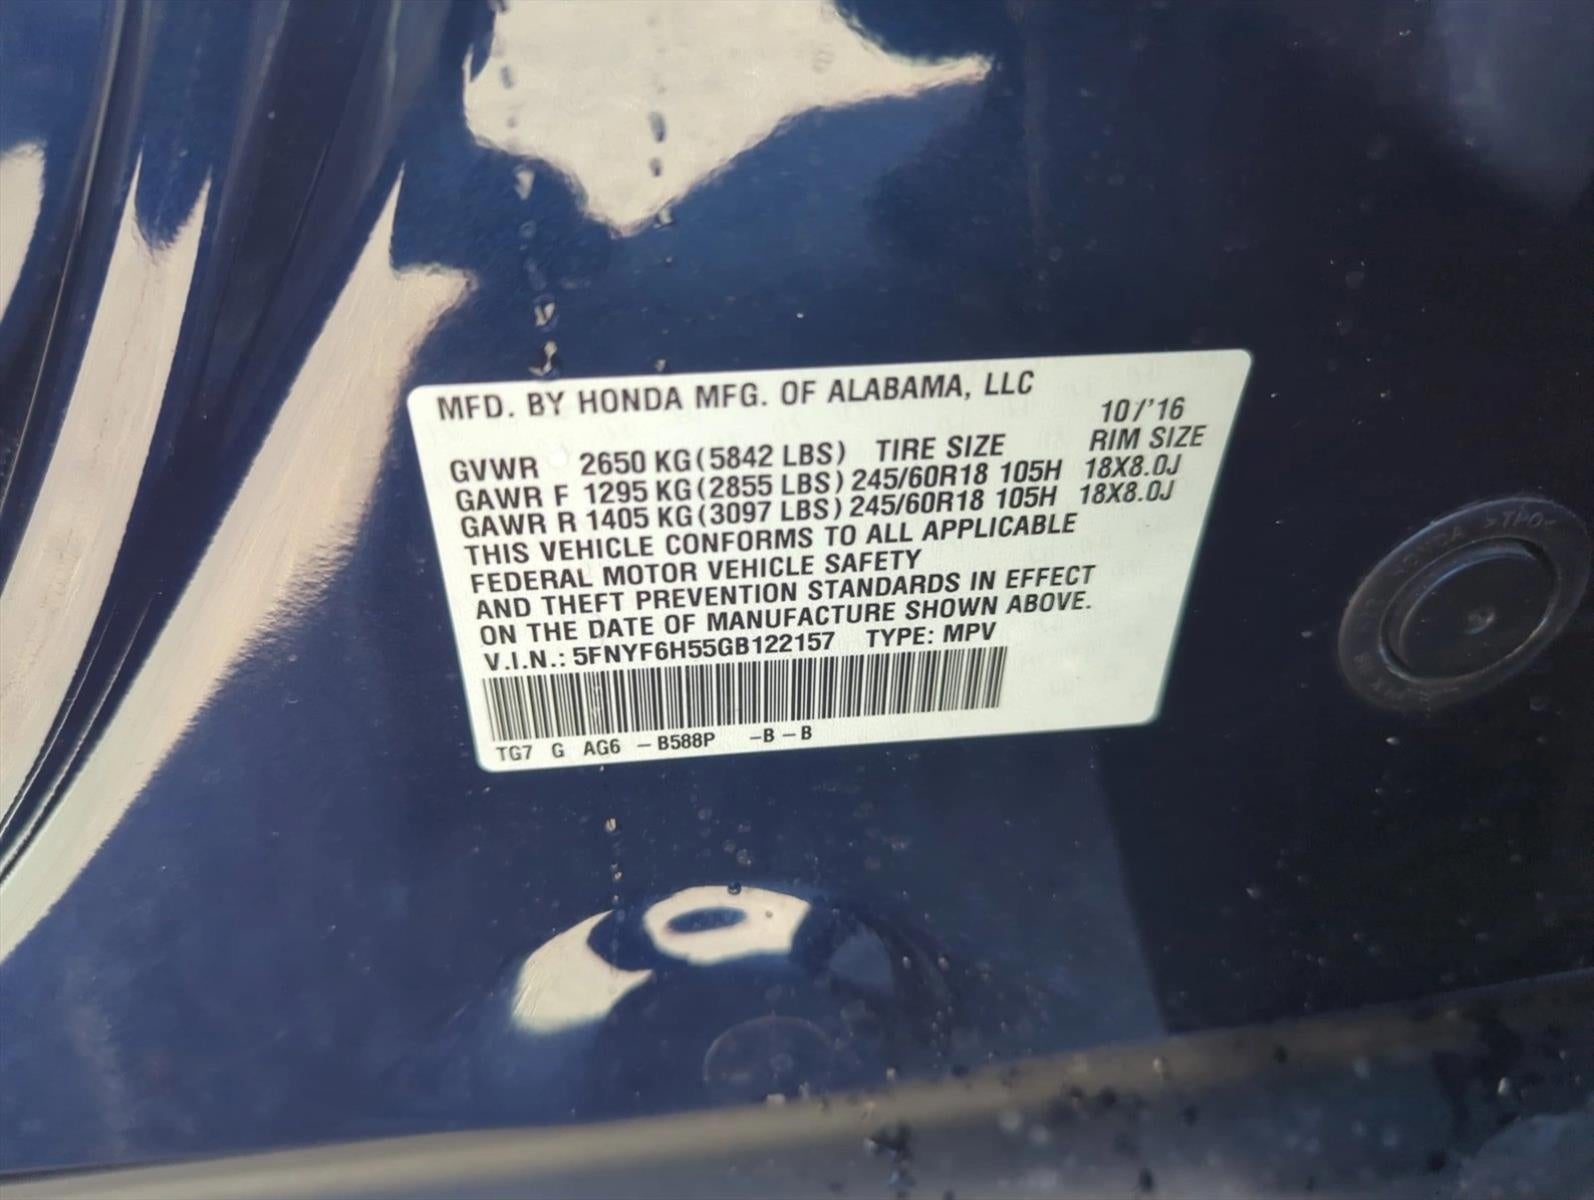 MFD. BY HONDA MFG. OF ALABAMA, LLC
10/'16
GVWR 2650 KG (5842 LBS) TIRE SIZE RIM SIZE
GAWR F 1295 KG (2855 LBS) 245/60R18 105H 18X8.0J
GAWR R 1405 KG (3097 LBS) 245/60R18 105H 18X8.0J
THIS VEHICLE CONFORMS TO ALL APPLICABLE
FEDERAL MOTOR VEHICLE SAFETY
AND THEFT PREVENTION STANDARDS IN EFFECT
ON THE DATE OF MANUFACTURE SHOWN ABOVE.
V.I.N.: 5FNYF6H55GB122157 TYPE: MPV
TG7 G AG6 – B588P –B – B
>TPO<